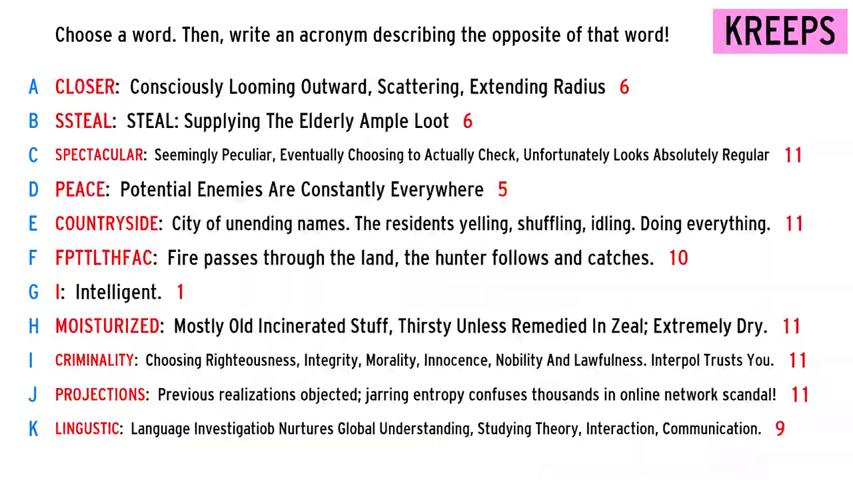 Choose a word. Then, write an acronym describing the opposite of that word!
KREEPS
A CLOSER: Consciously Looming Outward, Scattering, Extending Radius 6
B SSTEAL: STEAL: Supplying The Elderly Ample Loot 6
C SPECTACULAR: Seemingly Peculiar, Eventually Choosing to Actually Check, Unfortunately Looks Absolutely Regular 11
D PEACE: Potential Enemies Are Constantly Everywhere 5
E COUNTRYSIDE: City of unending names. The residents yelling, shuffling, idling. Doing everything. 11
F FPTTLTHFAC: Fire passes through the land, the hunter follows and catches. 10
G I: Intelligent. 1
H MOISTURIZED: Mostly Old Incinerated Stuff, Thirsty Unless Remedied In Zeal; Extremely Dry. 11
I CRIMINALITY: Choosing Righteousness, Integrity, Morality, Innocence, Nobility And Lawfulness. Interpol Trusts You. 11
J PROJECTIONS: Previous realizations objected; jarring entropy confuses thousands in online network scandal! 11
K LINGUSTIC: Language Investigatiob Nurtures Global Understanding, Studying Theory, Interaction, Communication. 9